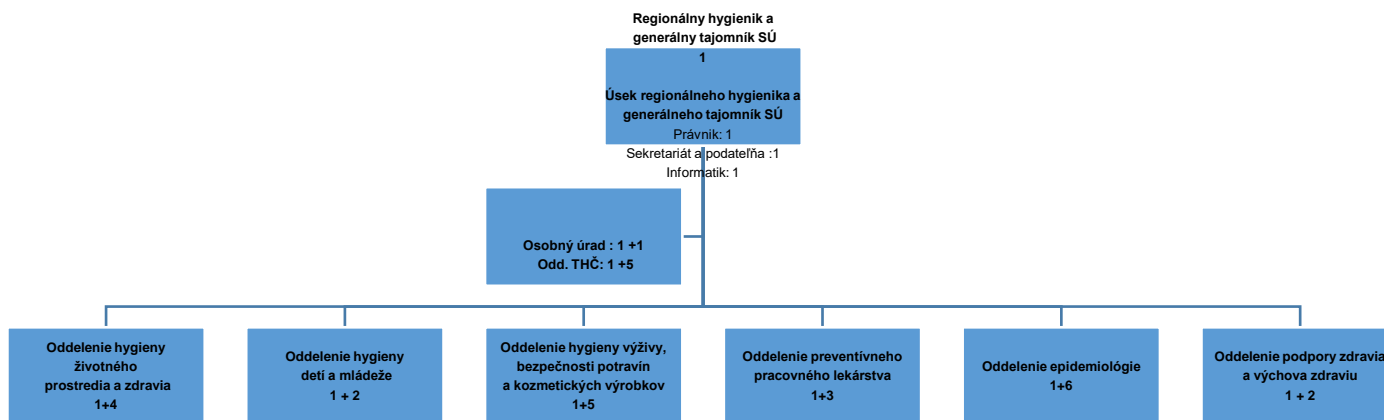 Regionálny hygienik a
generálny tajomník SÚ
1
Úsek regionálneho hygienika a
generálneho tajomník SÚ
Právnik: 1
Sekretariát a podateľňa :1
Informatik: 1
Osobný úrad : 1 +1
Odd. THČ: 1 +5
Oddelenie hygieny
životného
prostredia a zdravia
1+4
Oddelenie hygieny
detí a mládeže
1 + 2
Oddelenie hygieny výživy,
bezpečnosti potravín
a kozmetických výrobkov
1+5
Oddelenie preventívneho
pracovného lekárstva
1+3
Oddelenie epidemiológie
1+6
Oddelenie podpory zdravia
a výchova zdraviu
1 + 2